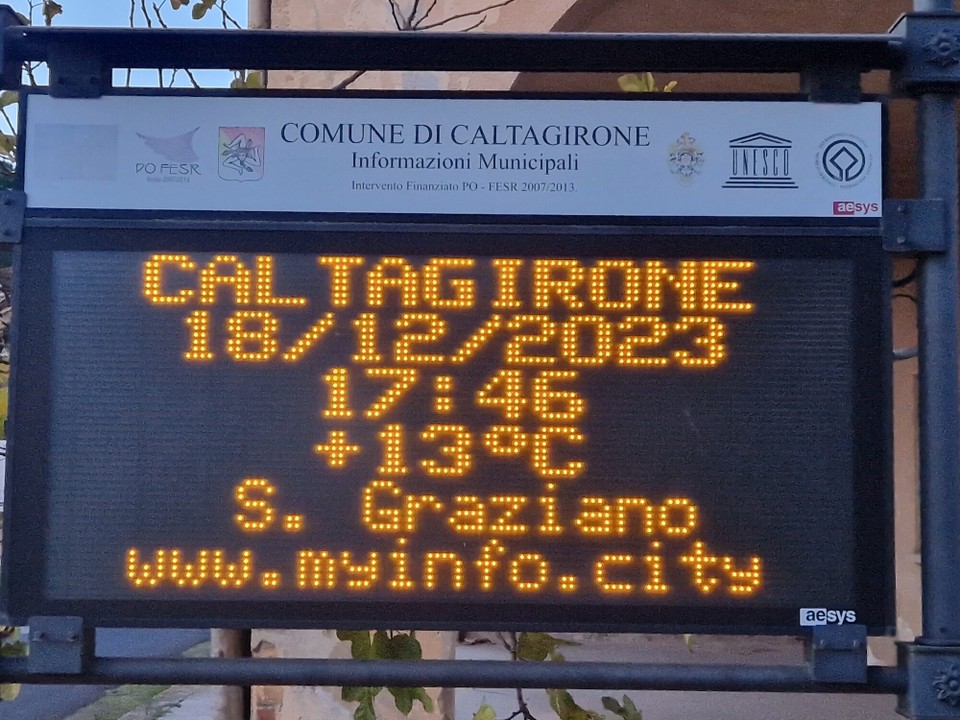 COMUNE DI CALTAGIRONE
Informazioni Municipali
Intervento Finanziato PO - FESR 2007/2013.
PO FESR
UNESCO
aesys
CALTAGIRONE
18/12/2023
17:46
+13°C
S. Graziano
www.myinfo.city
aesys